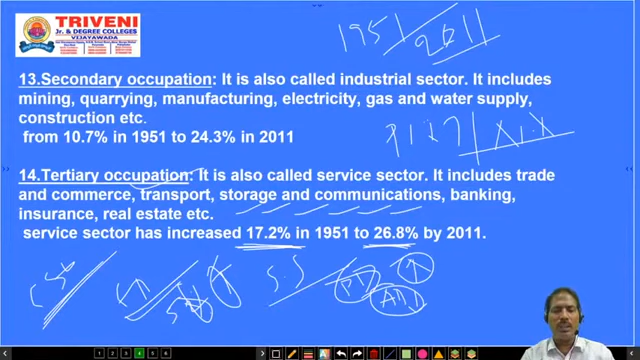 TRIVENI
Jr. & DEGREE COLLEGES
VIJAYAWADA
1951
2011
13.Secondary occupation: It is also called industrial sector. It includes
mining, quarrying, manufacturing, electricity, gas and water supply,
construction etc.
from 10.7% in 1951 to 24.3% in 2011
14.Tertiary occupation: It is also called service sector. It includes trade
and commerce, transport, storage and communications, banking,
insurance, real estate etc.
service sector has increased 17.2% in 1951 to 26.8% by 2011.